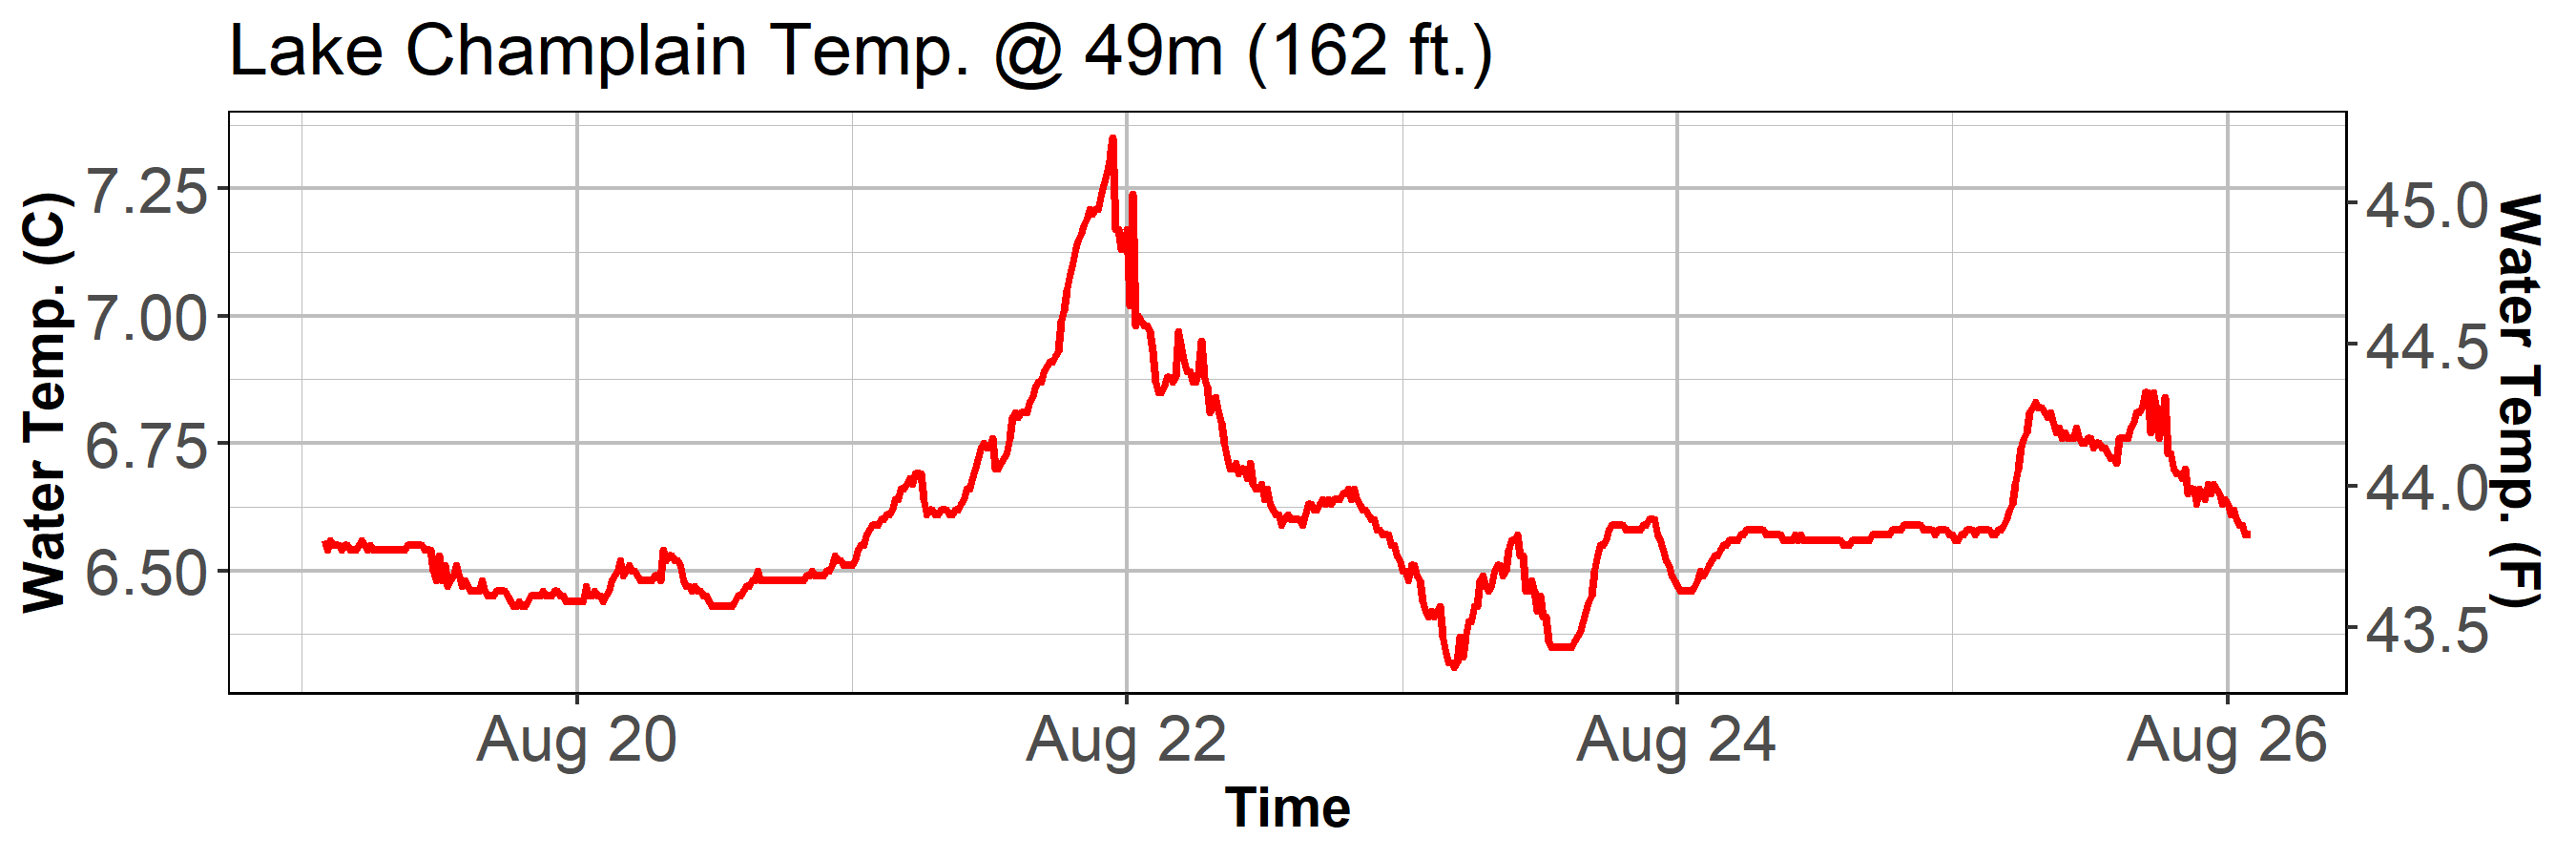 Lake Champlain Temp. @ 49m (162 ft.)
Water Temp. (C)
7.25
7.00
6.75
6.50
45.0
44.5
44.0
43.5
Water Temp. (F)
Aug 20
Aug 22
Aug 24
Aug 26
Time